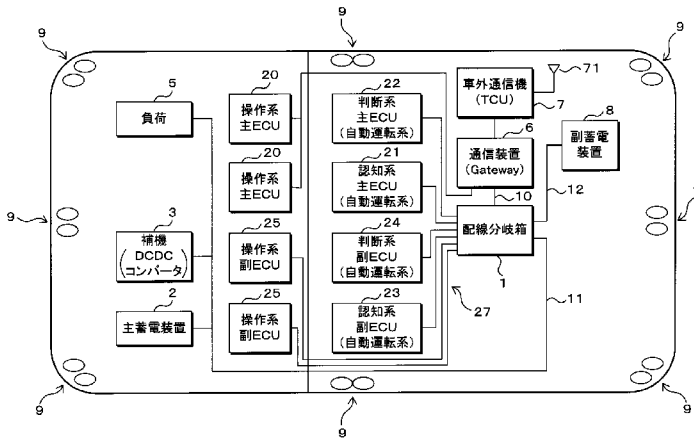 9
9
9
5
負荷
20
操作系
主ECU
22
判断系
主ECU
(自動運転系)
車外通信機
(TCU)
71
7
6
通信装置
(Gateway)
8
副蓄電
装置
20
操作系
主ECU
21
認知系
主ECU
(自動運転系)
10
12
9
9
3
補機
(DCDC
コンバータ)
25
操作系
副ECU
24
判断系
副ECU
(自動運転系)
配線分岐箱
1
27
11
2
主蓄電装置
25
操作系
副ECU
23
認知系
副ECU
(自動運転系)
9
9
9